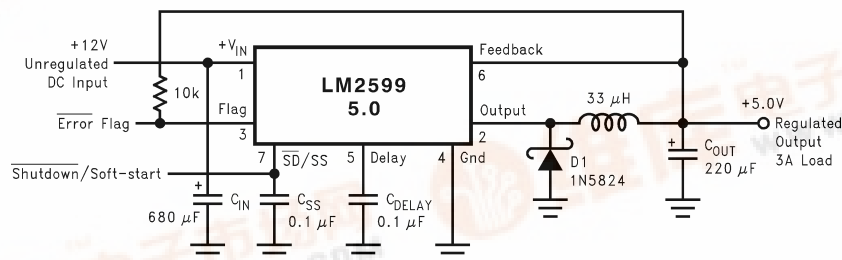 +12V
Unregulated
DC Input
+VIN
1
LM2599
5.0
Feedback
6
10k
Flag
3
Error Flag
Output
2
33 μH
+5.0V
Regulated
Output
3A Load
+
COUT
220 μF
D1
1N5824
7
SD/SS
5
Delay
4
Gnd
Shutdown/Soft-start
+
CIN
680 μF
CSS
0.1 μF
CDELAY
0.1 μF